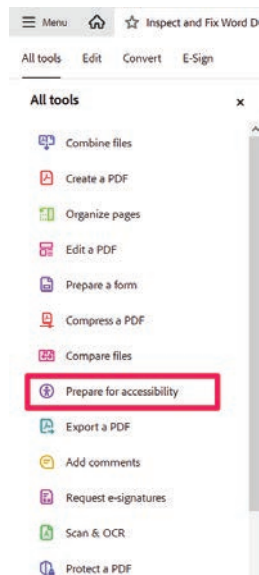 Menu Inspect and Fix Word D
All tools Edit Convert E-Sign
All tools
Combine files
Create a PDF
Organize pages
Edit a PDF
Prepare a form
Compress a PDF
Compare files
Prepare for accessibility
Export a PDF
Add comments
Request e-signatures
Scan & OCR
Protect a PDF